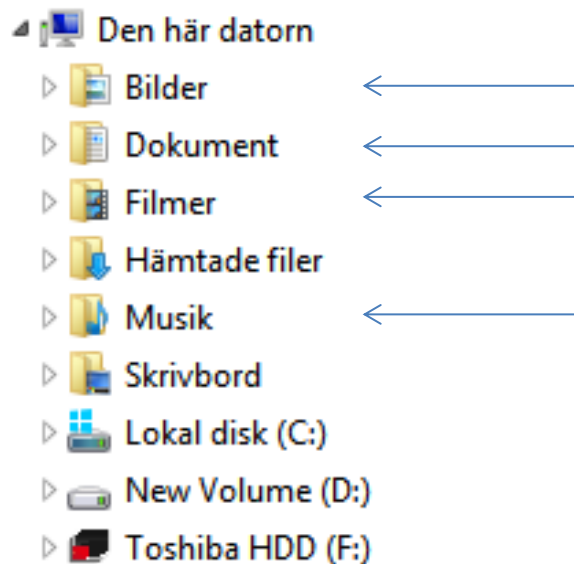 Den här datorn
Bilder
Dokument
Filmer
Hämtade filer
Musik
Skrivbord
Lokal disk (C:)
New Volume (D:)
Toshiba HDD (F:)